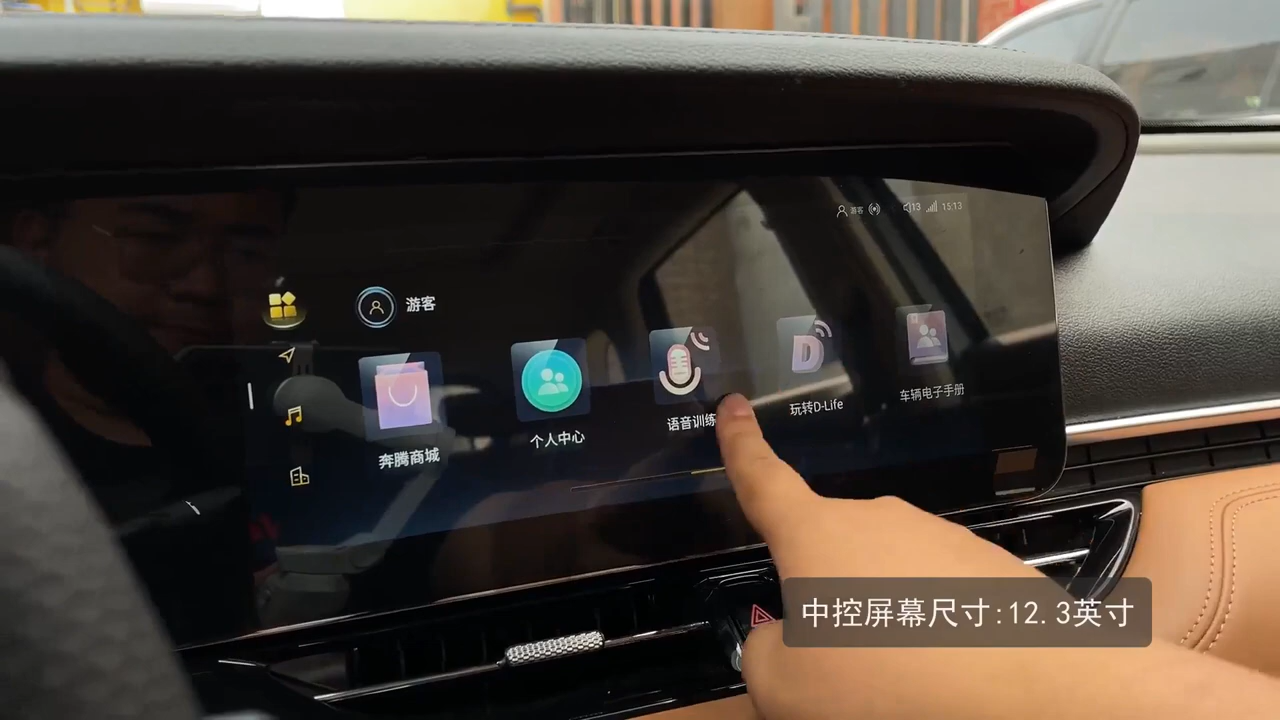 游客 13 15:13
游客
奔腾商城
个人中心
语音训练
玩转D-Life
车辆电子手册
中控屏幕尺寸:12.3英寸